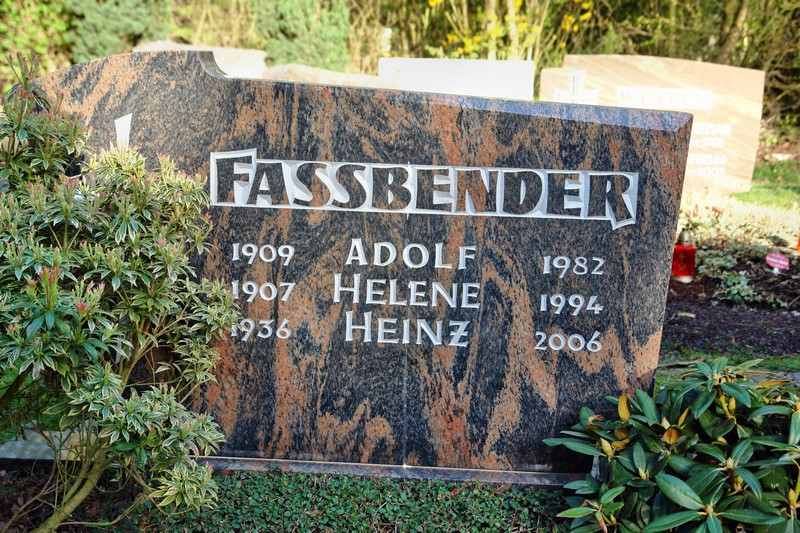 FASSBENDER
1909 ADOLF 1982
1907 HELENE 1994
1936 HEINZ 2006